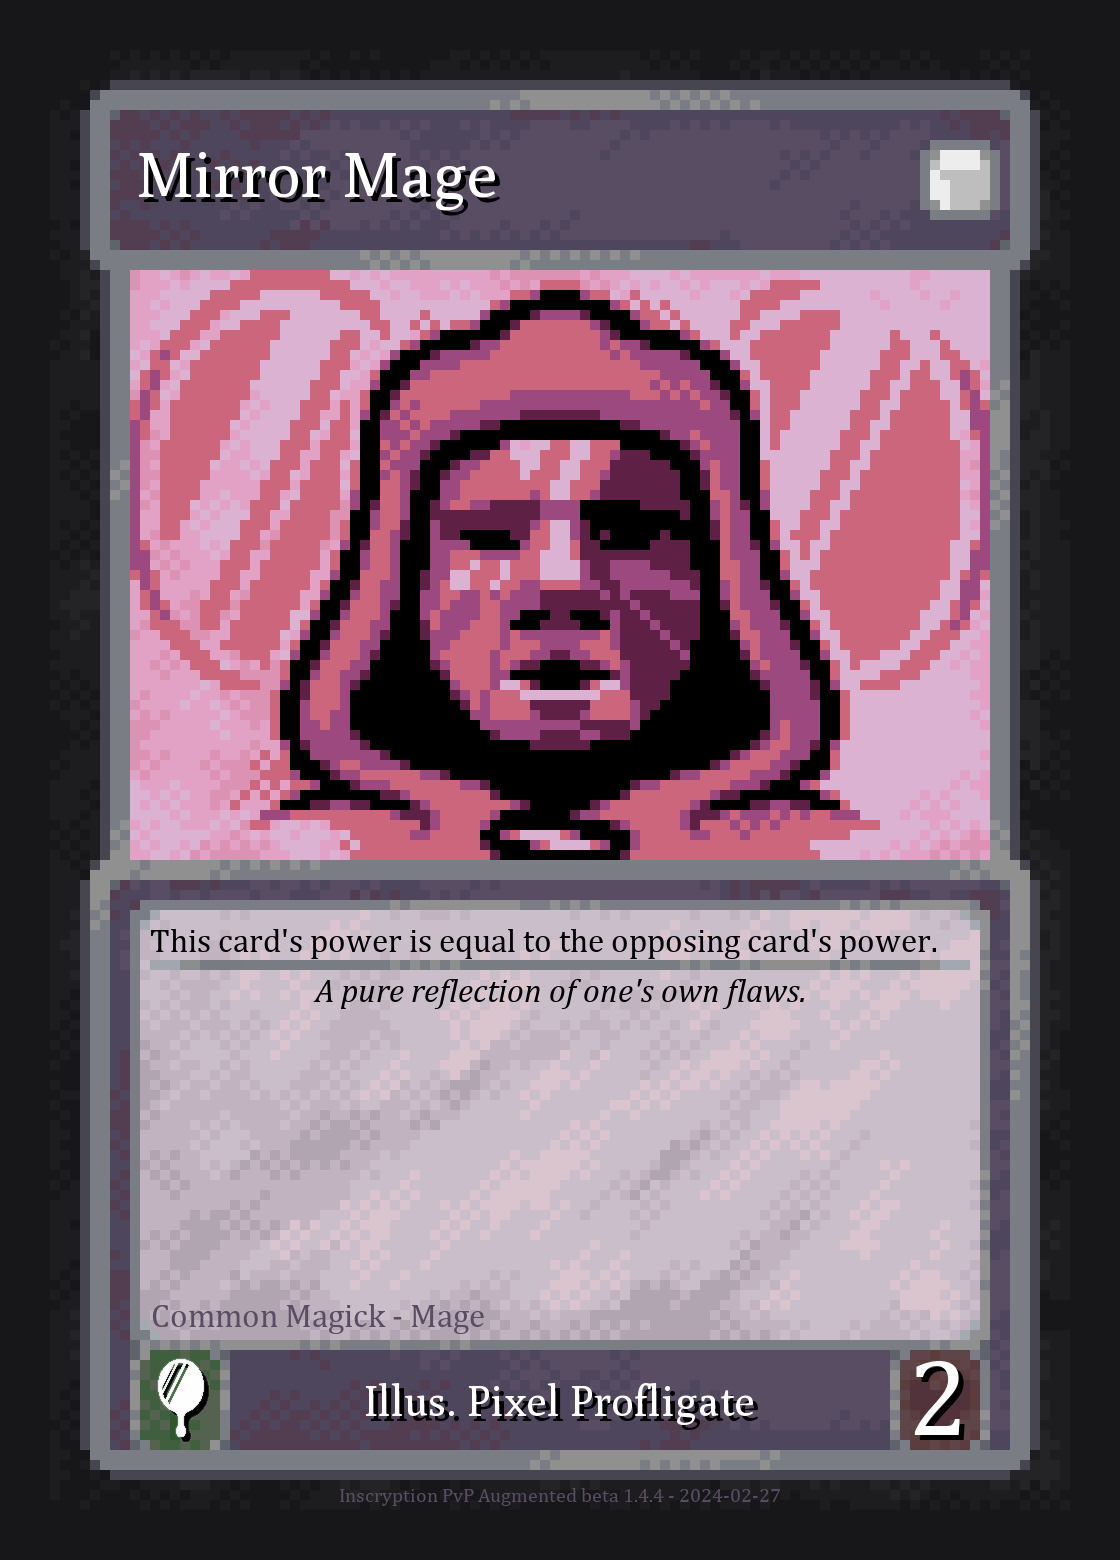 Mirror Mage
This card's power is equal to the opposing card's power.
A pure reflection of one's own flaws.
Common Magick - Mage
Illus. Pixel Profligate
2
Inscryption PvP Augmented beta 1.4.4 - 2024-02-27